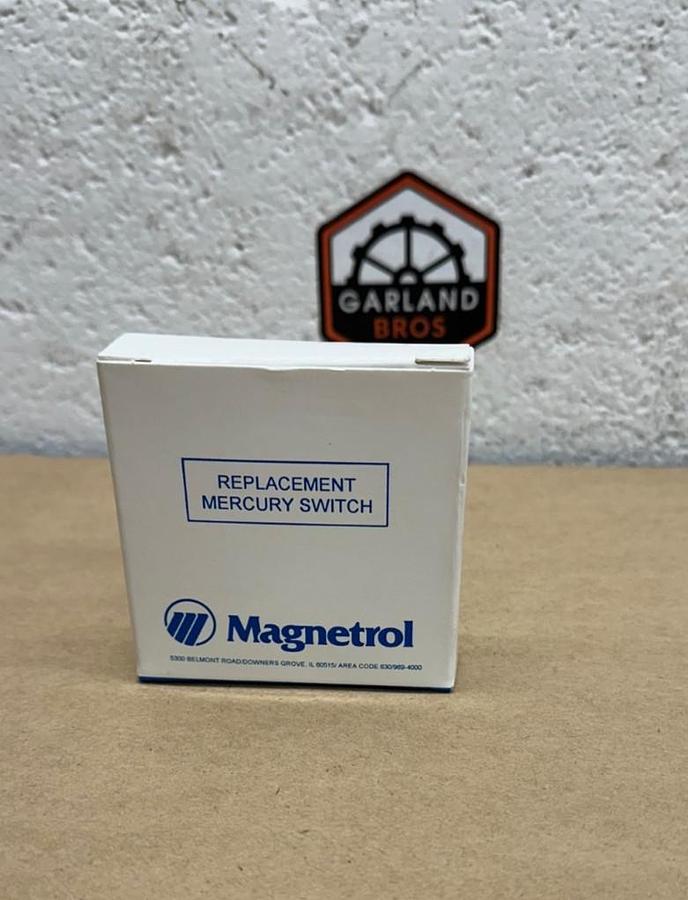 GARLAND
BROS
REPLACEMENT
MERCURY SWITCH
Magnetrol
5300 BELMONT ROAD/DOWNERS GROVE, IL 60515/ AREA CODE 630/969-4000